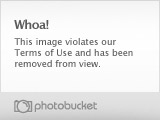 Whoa!
This image violates our
Terms of Use and has been
removed from view.
photobucket